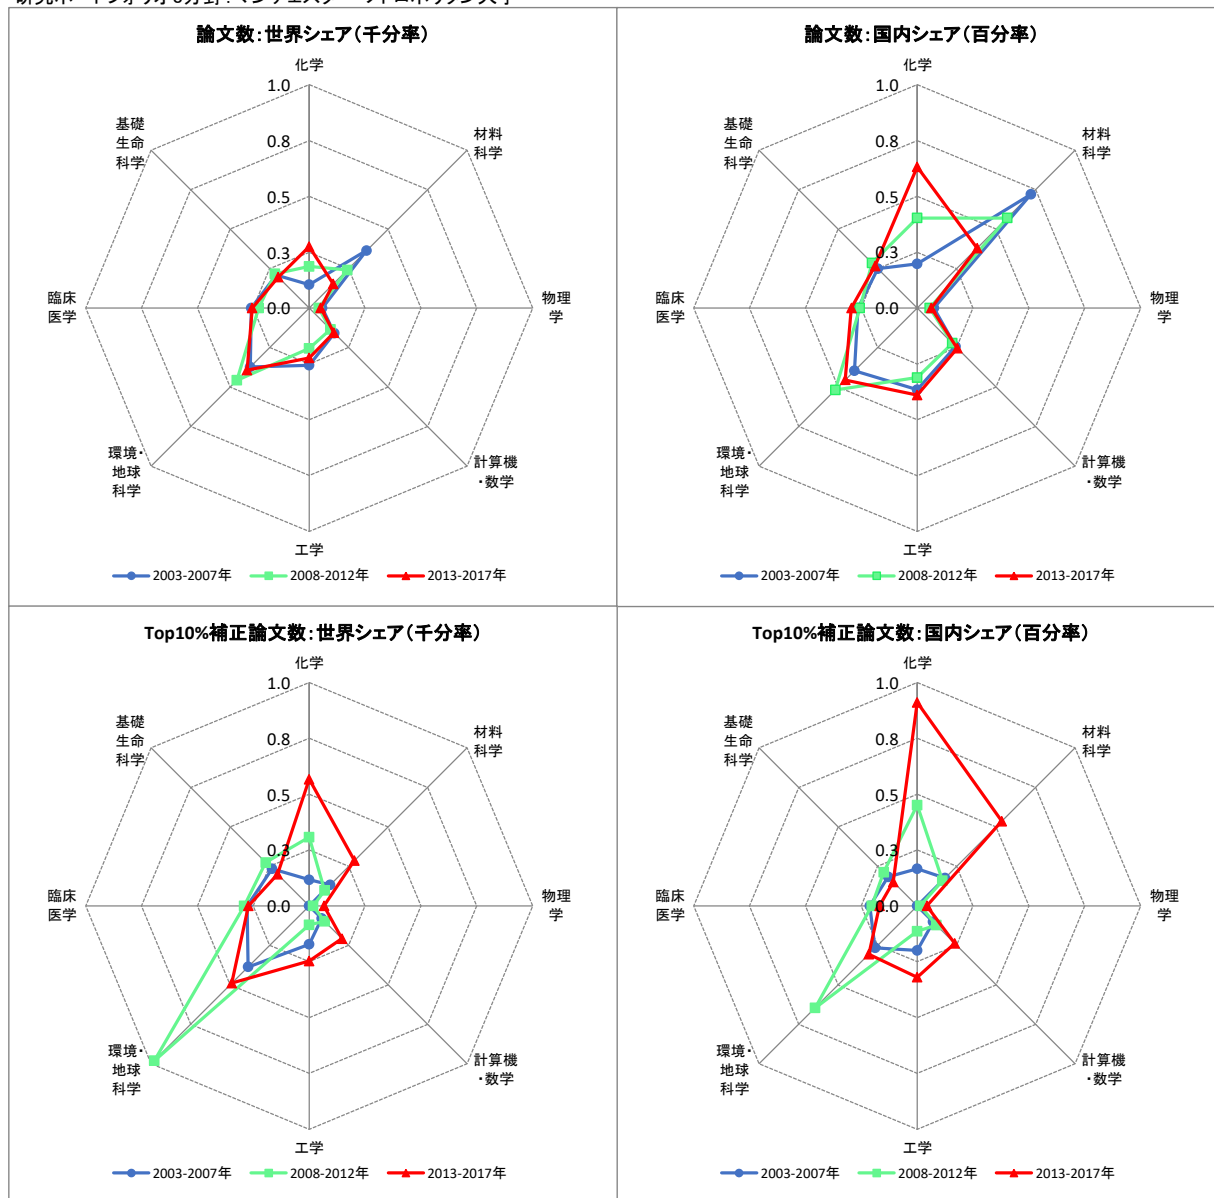 論文数：世界シェア（千分率）
化学
1.0
0.8
0.5
0.3
0.0
材料
科学
物理
学
計算機
・数学
工学
環境・
地球
科学
臨床
医学
基礎
生命
科学
2003-2007年 2008-2012年 2013-2017年
論文数：国内シェア（百分率）
化学
1.0
0.8
0.5
0.3
0.0
材料
科学
物理
学
計算機
・数学
工学
環境・
地球
科学
臨床
医学
基礎
生命
科学
2003-2007年 2008-2012年 2013-2017年
Top10%補正論文数：世界シェア（千分率）
化学
1.0
0.8
0.5
0.3
0.0
材料
科学
物理
学
計算機
・数学
工学
環境・
地球
科学
臨床
医学
基礎
生命
科学
2003-2007年 2008-2012年 2013-2017年
Top10%補正論文数：国内シェア（百分率）
化学
1.0
0.8
0.5
0.3
0.0
材料
科学
物理
学
計算機
・数学
工学
環境・
地球
科学
臨床
医学
基礎
生命
科学
2003-2007年 2008-2012年 2013-2017年